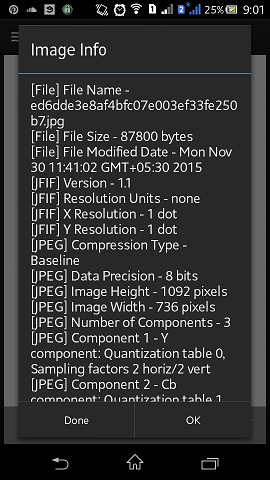 25% 9:01
Image Info
[File] File Name -
ed6dde3e8af4bfc07e003ef33fe250
b7.jpg
[File] File Size - 87800 bytes
[File] File Modified Date - Mon Nov
30 11:41:02 GMT+05:30 2015
[JFIF] Version - 1.1
[JFIF] Resolution Units - none
[JFIF] X Resolution - 1 dot
[JFIF] Y Resolution - 1 dot
[JPEG] Compression Type -
Baseline
[JPEG] Data Precision - 8 bits
[JPEG] Image Height - 1092 pixels
[JPEG] Image Width - 736 pixels
[JPEG] Number of Components - 3
[JPEG] Component 1 - Y
component: Quantization table 0,
Sampling factors 2 horiz/2 vert
[JPEG] Component 2 - Cb
component: Quantization table 1,
Done OK